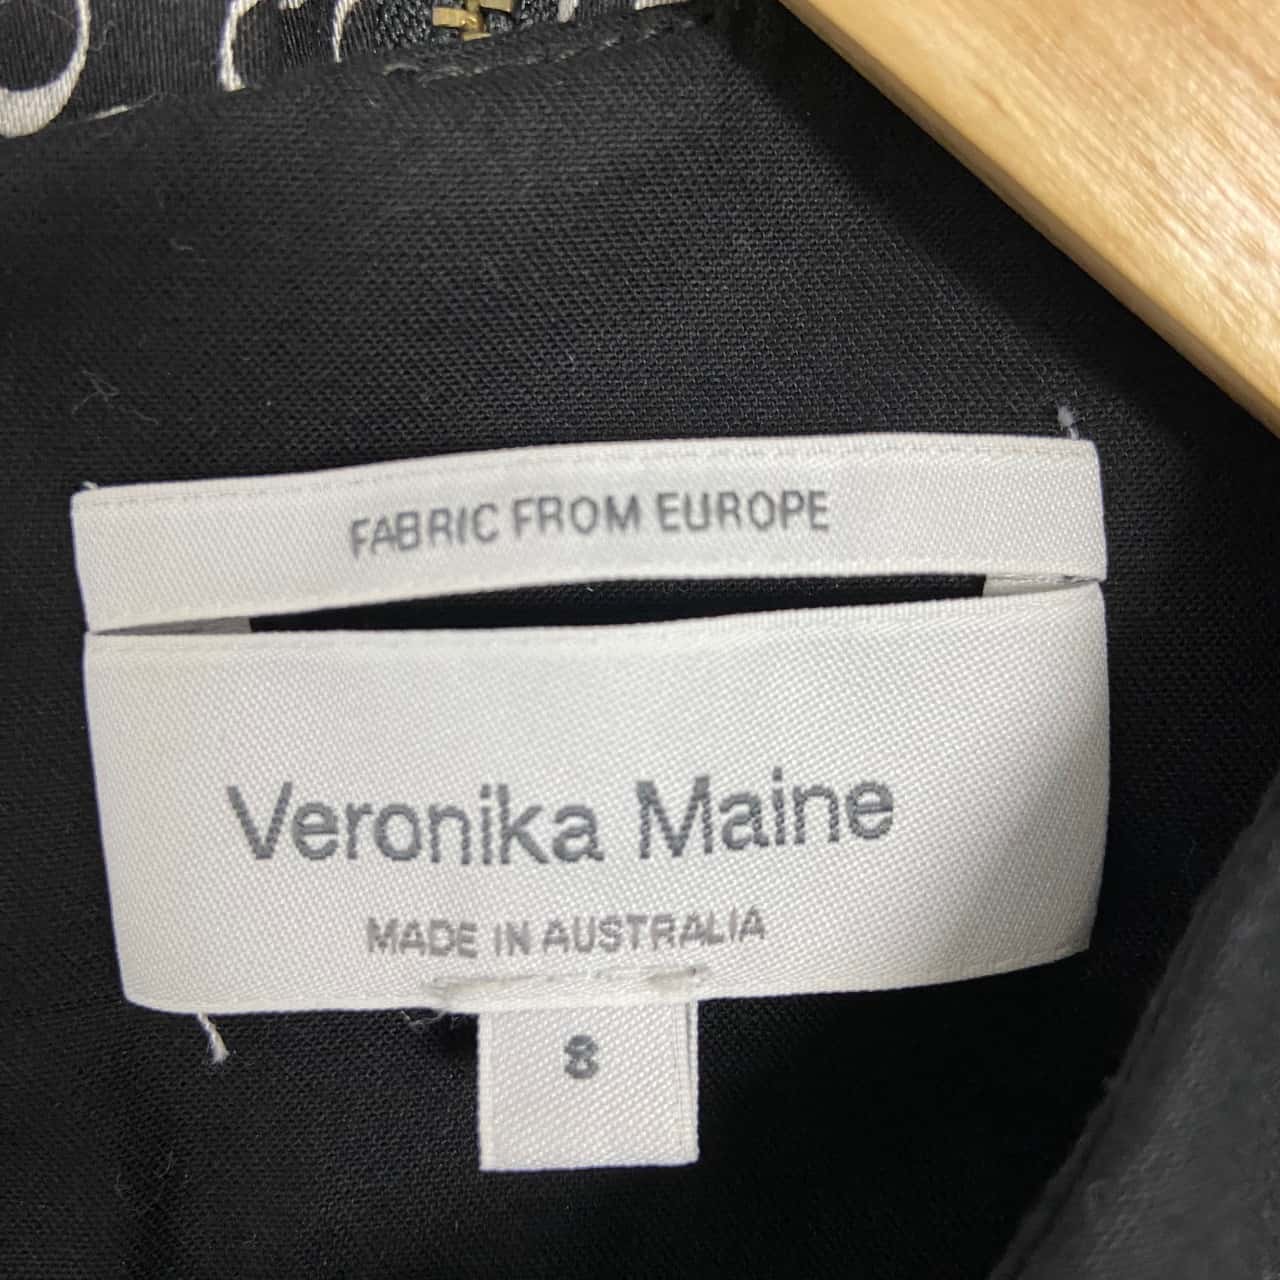 FABRIC FROM EUROPE
Veronika Maine
MADE IN AUSTRALIA
8